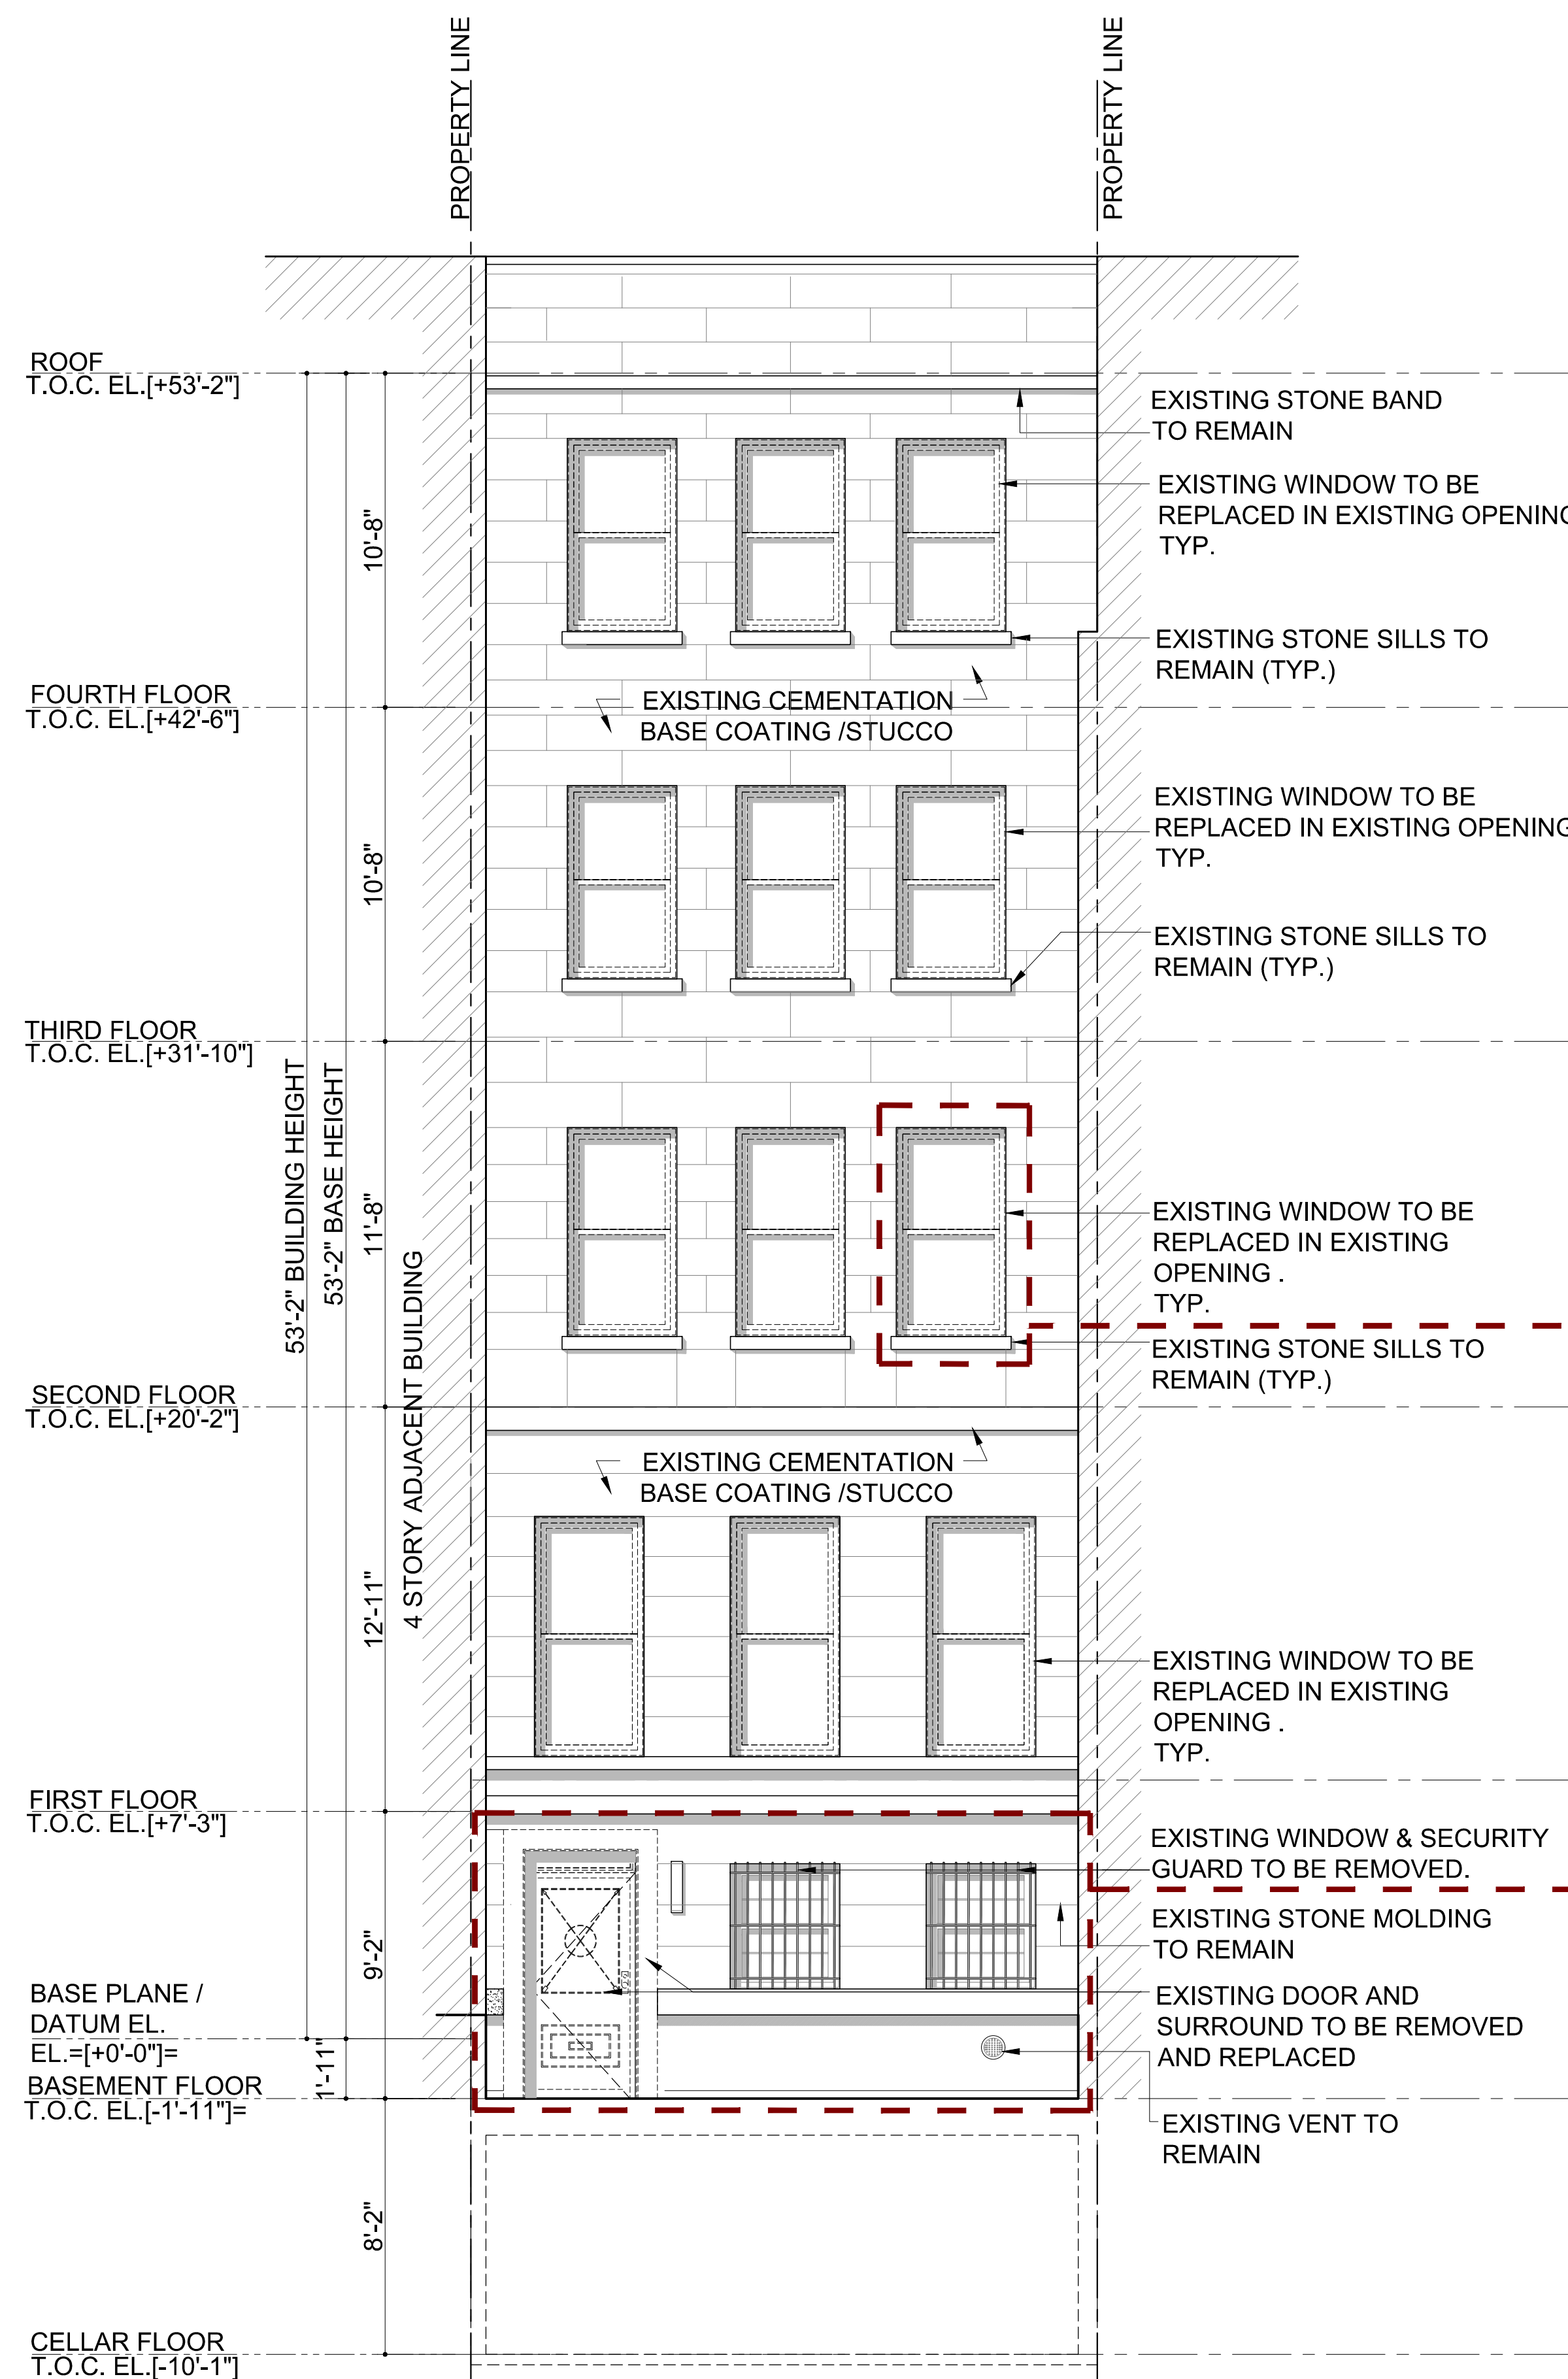 PROPERTY LINE
PROPERTY LINE
ROOF
T.O.C. EL.[+53'-2"]
EXISTING STONE BAND
TO REMAIN
EXISTING WINDOW TO BE
REPLACED IN EXISTING OPENING
TYP.
10'-8"
EXISTING STONE SILLS TO
REMAIN (TYP.)
FOURTH FLOOR
T.O.C. EL.[+42'-6"]
EXISTING CEMENTATION
BASE COATING /STUCCO
EXISTING WINDOW TO BE
REPLACED IN EXISTING OPENING
TYP.
10'-8"
EXISTING STONE SILLS TO
REMAIN (TYP.)
THIRD FLOOR
T.O.C. EL.[+31'-10"]
53'-2" BUILDING HEIGHT
53'-2" BASE HEIGHT
11'-8"
4 STORY ADJACENT BUILDING
EXISTING WINDOW TO BE
REPLACED IN EXISTING
OPENING .
TYP.
EXISTING STONE SILLS TO
REMAIN (TYP.)
SECOND FLOOR
T.O.C. EL.[+20'-2"]
EXISTING CEMENTATION
BASE COATING /STUCCO
12'-11"
EXISTING WINDOW TO BE
REPLACED IN EXISTING
OPENING .
TYP.
FIRST FLOOR
T.O.C. EL.[+7'-3"]
EXISTING WINDOW & SECURITY
GUARD TO BE REMOVED.
EXISTING STONE MOLDING
TO REMAIN
9'-2"
BASE PLANE /
DATUM EL.
EL.=[+0'-0"]=
EXISTING DOOR AND
SURROUND TO BE REMOVED
AND REPLACED
1'-11"
BASEMENT FLOOR
T.O.C. EL.[-1'-11"]=
EXISTING VENT TO
REMAIN
8'-2"
CELLAR FLOOR
T.O.C. EL.[-10'-1"]